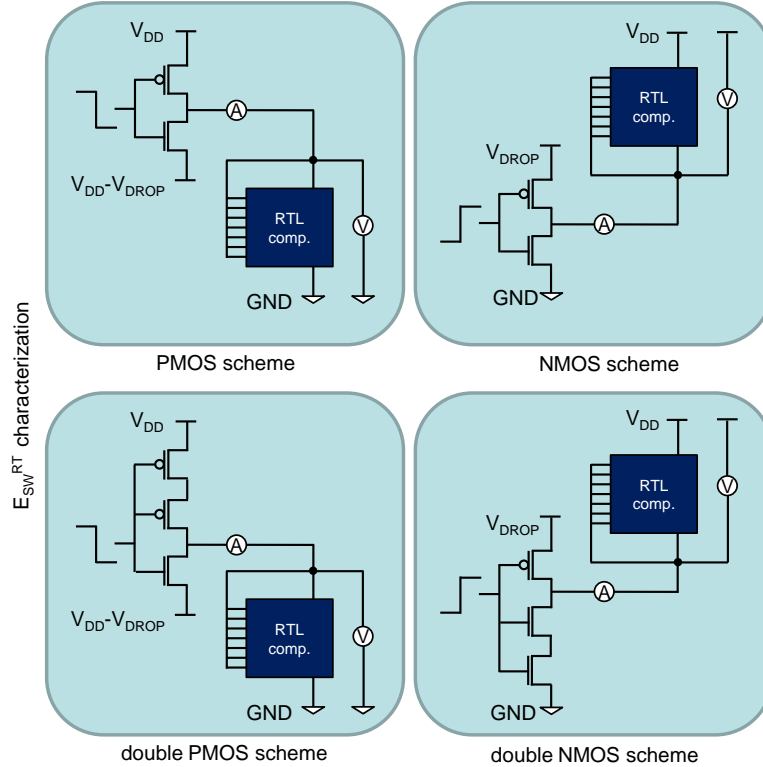 V_DD
A
V_DD-V_DROP
RTL
comp.
V
GND
PMOS scheme
V_DD
RTL
comp.
V
V_DROP
A
GND
NMOS scheme
E_SW^RT characterization
V_DD
A
V_DD-V_DROP
RTL
comp.
V
GND
double PMOS scheme
V_DD
RTL
comp.
V
V_DROP
A
GND
double NMOS scheme